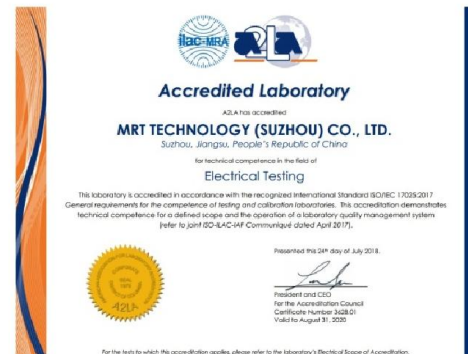 ilac-MRA
A2LA
Accredited Laboratory
A2LA has accredited
MRT TECHNOLOGY (SUZHOU) CO., LTD.
Suzhou, Jiangsu, People's Republic of China
for technical competence in the field of
Electrical Testing
This laboratory is accredited in accordance with the recognized International Standard ISO/IEC 17025:2017
General requirements for the competence of testing and calibration laboratories. This accreditation demonstrates
technical competence for a defined scope and the operation of a laboratory quality management system
(refer to joint ISO-ILAC-IAF Communiqué dated April 2017).
Presented this 24th day of July 2018.
President and CEO
For the Accreditation Council
Certificate Number 3628.01
Valid to August 31, 2020
SEAL
1978
A2LA
For the tests to which this accreditation applies, please refer to the laboratory's Electrical Scope of Accreditation.